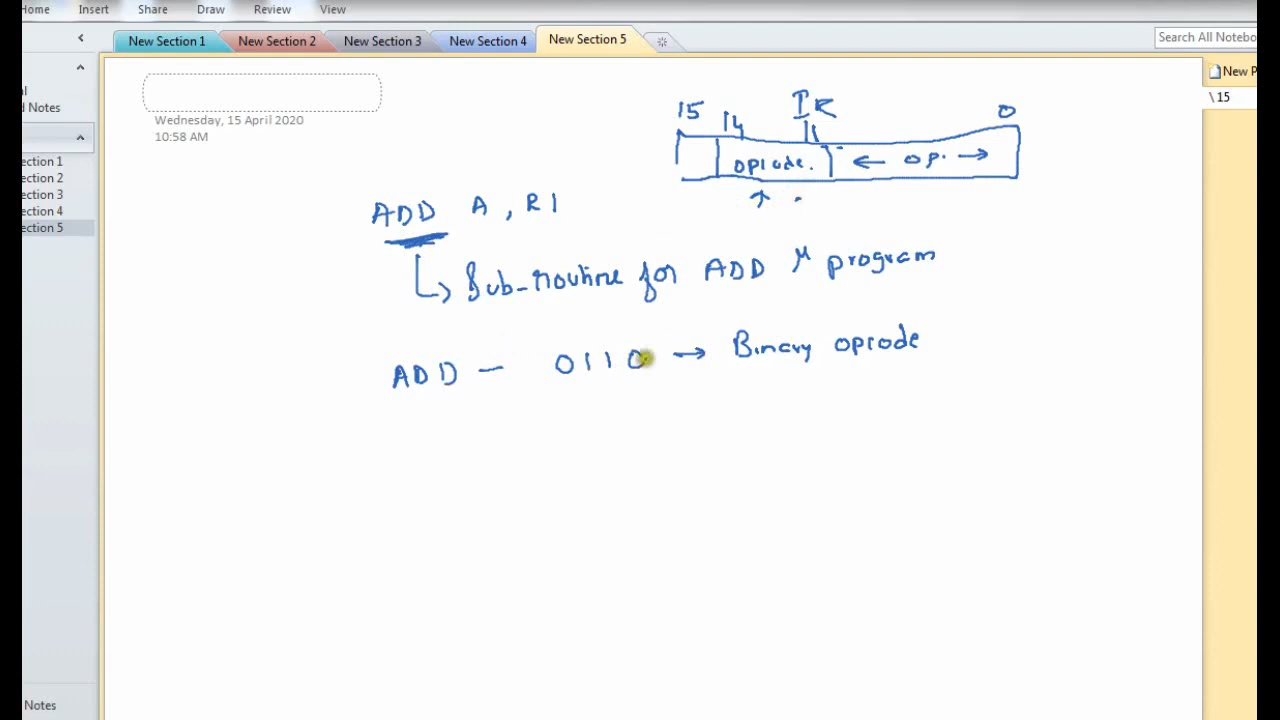 Home Insert Share Draw Review View
New Section 1 New Section 2 New Section 3 New Section 4 New Section 5
Search All Notebo
New P
\ 15
d Notes
ection 1
ection 2
ection 3
ection 4
ection 5
Notes
Wednesday, 15 April 2020
10:58 AM
IR
15 14 11 0
opcode. ← op. →
ADD A, R1
↳ Sub-routine for ADD μ program
ADD — 0110 → Binary opcode